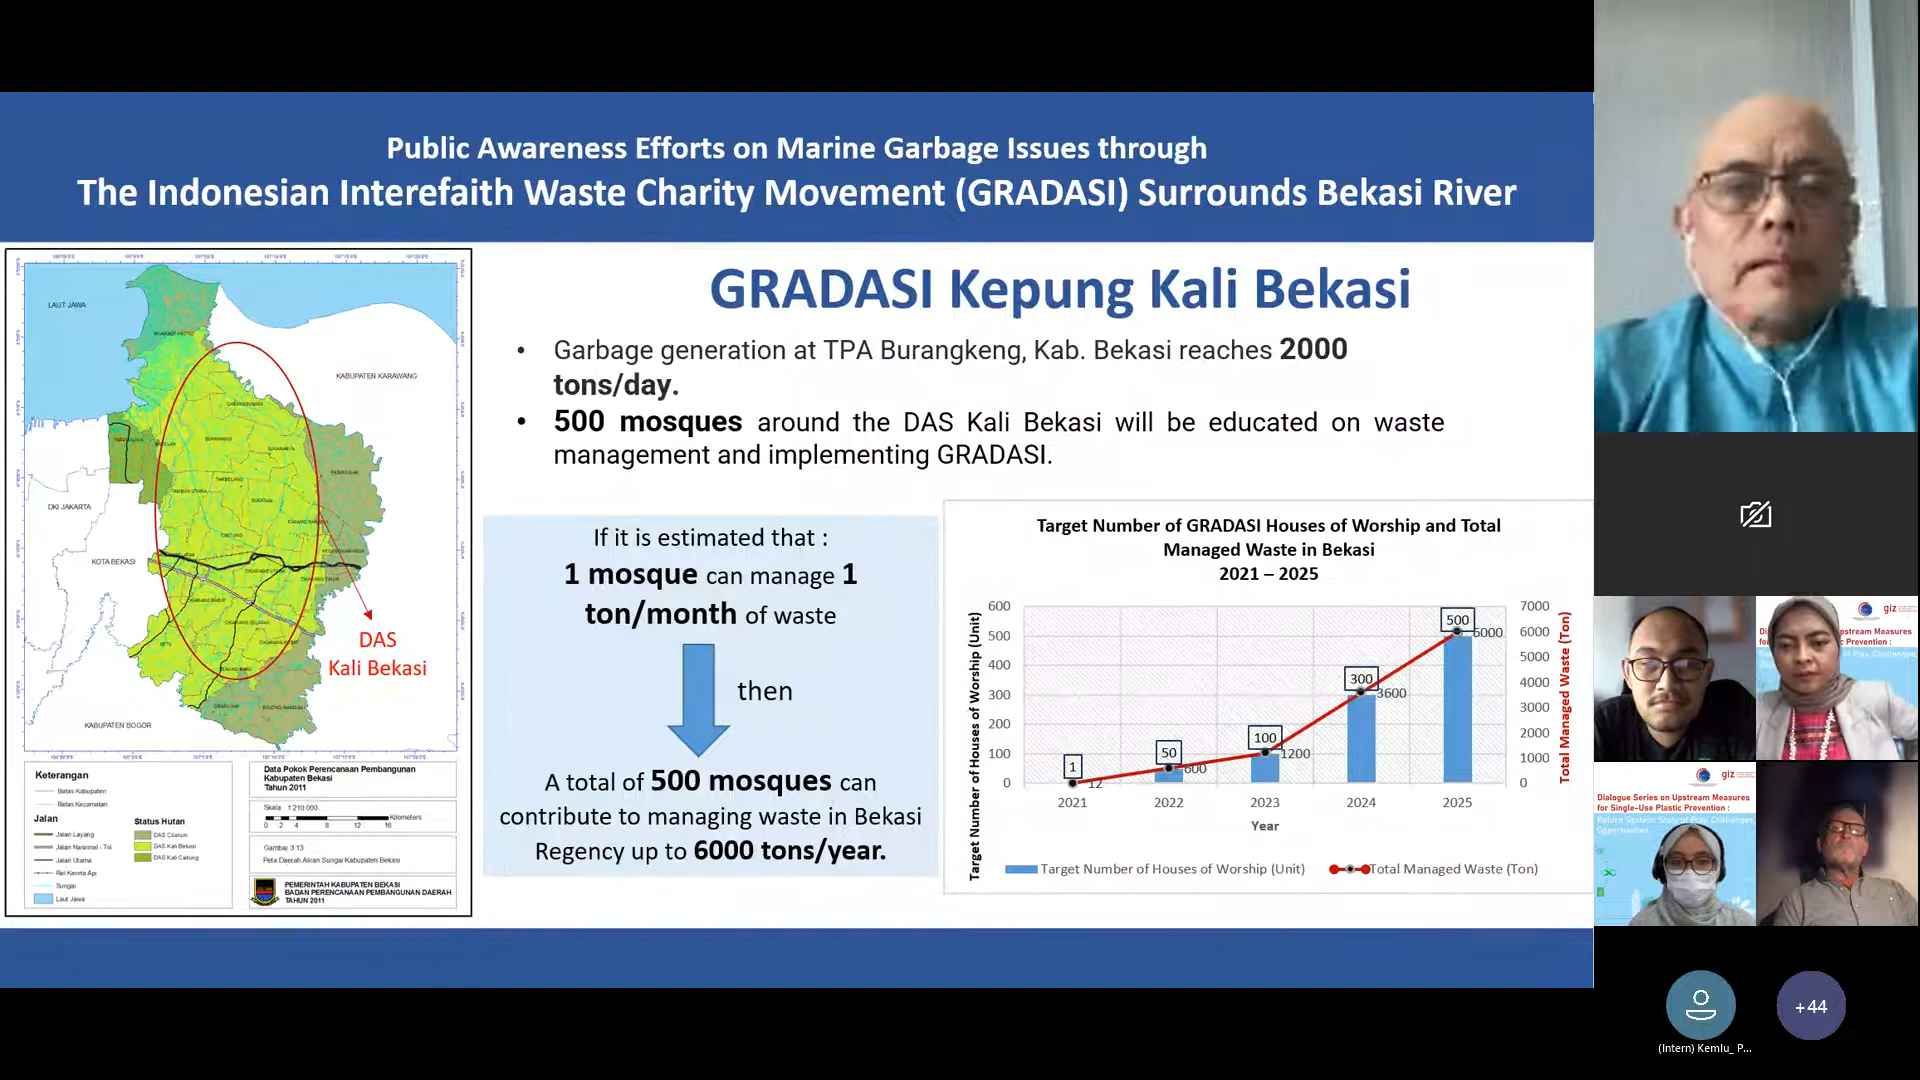 Public Awareness Efforts on Marine Garbage Issues through
The Indonesian Interefaith Waste Charity Movement (GRADASI) Surrounds Bekasi River
LAUT JAWA
KABUPATEN KARAWANG
DKI JAKARTA
KOTA BEKASI
KABUPATEN BOGOR
DAS
Kali Bekasi
Keterangan
Batas Kabupaten
Batas Kecamatan
Jalan
Jalan Layang
Jalan Nasional - Tol
Jalan Utama
Rel Kereta Api
Sungai
Laut Jawa
Status Hutan
DAS Citarum
DAS Kali Bekasi
DAS Kali Ciliung
Data Pokok Perencanaan Pembangunan
Kabupaten Bekasi
Tahun 2011
Skala 1:210 000
Kilometers
0 2 4 8 12 16
Gambar 3.13
Peta Daerah Aliran Sungai Kabupaten Bekasi
PEMERINTAH KABUPATEN BEKASI
BADAN PERENCANAAN PEMBANGUNAN DAERAH
TAHUN 2011
GRADASI Kepung Kali Bekasi
• Garbage generation at TPA Burangkeng, Kab. Bekasi reaches 2000
tons/day.
• 500 mosques around the DAS Kali Bekasi will be educated on waste
management and implementing GRADASI.
If it is estimated that :
1 mosque can manage 1
ton/month of waste
then
A total of 500 mosques can
contribute to managing waste in Bekasi
Regency up to 6000 tons/year.
Target Number of GRADASI Houses of Worship and Total
Managed Waste in Bekasi
2021 – 2025
Target Number of Houses of Worship (Unit)
600
500
400
300
200
100
0
1
50
100
300
500
12
600
1200
3600
6000
7000
6000
5000
4000
3000
2000
1000
0
Total Managed Waste (Ton)
2021 2022 2023 2024 2025
Year
Target Number of Houses of Worship (Unit)
Total Managed Waste (Ton)
giz
giz
Dialogue Series on Upstream Measures
for Single-Use Plastic Prevention :
Return System: State of Play, Challenges
Opportunities
+44
(Intern) Kemlu_ P...